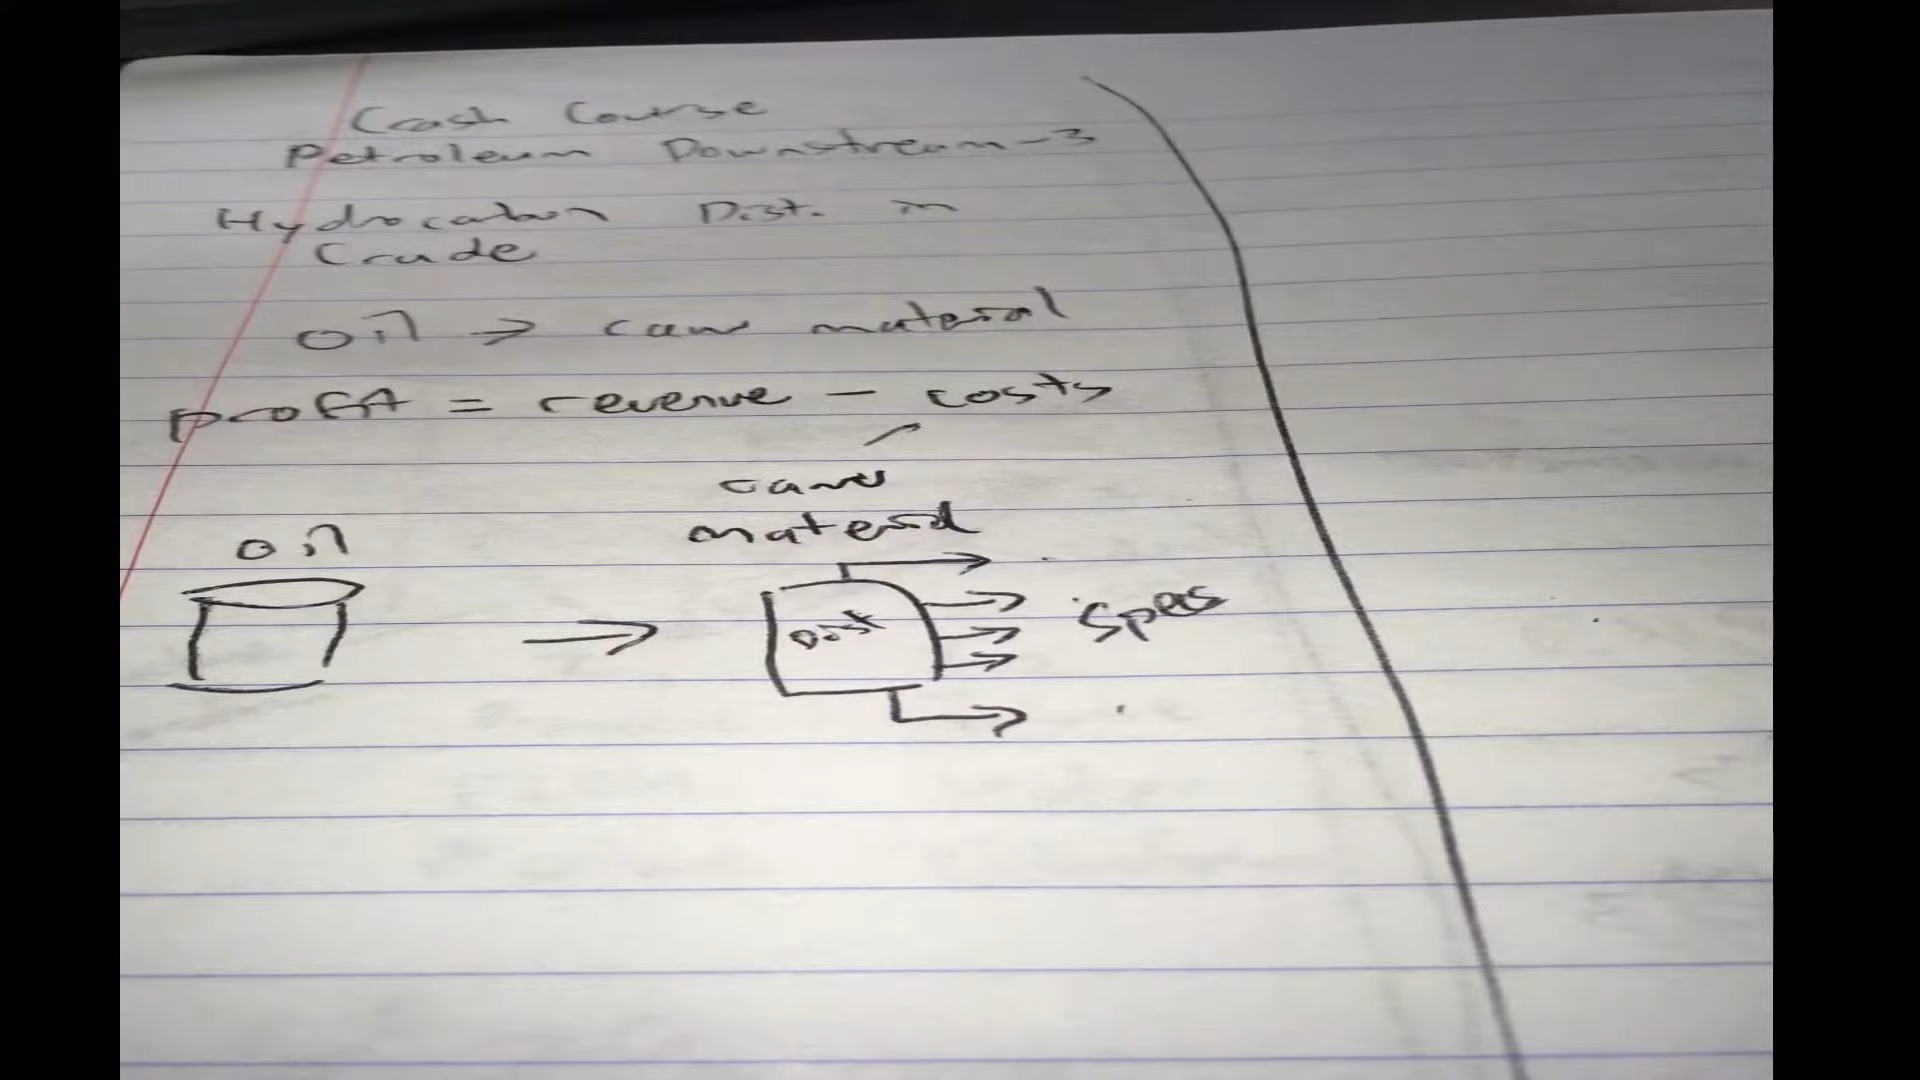 Crash Course
Petroleum Downstream-3
Hydrocarbon Dist. in
Crude
oil → raw material
profit = revenue - costs
raw
material
oil
Dist
specs